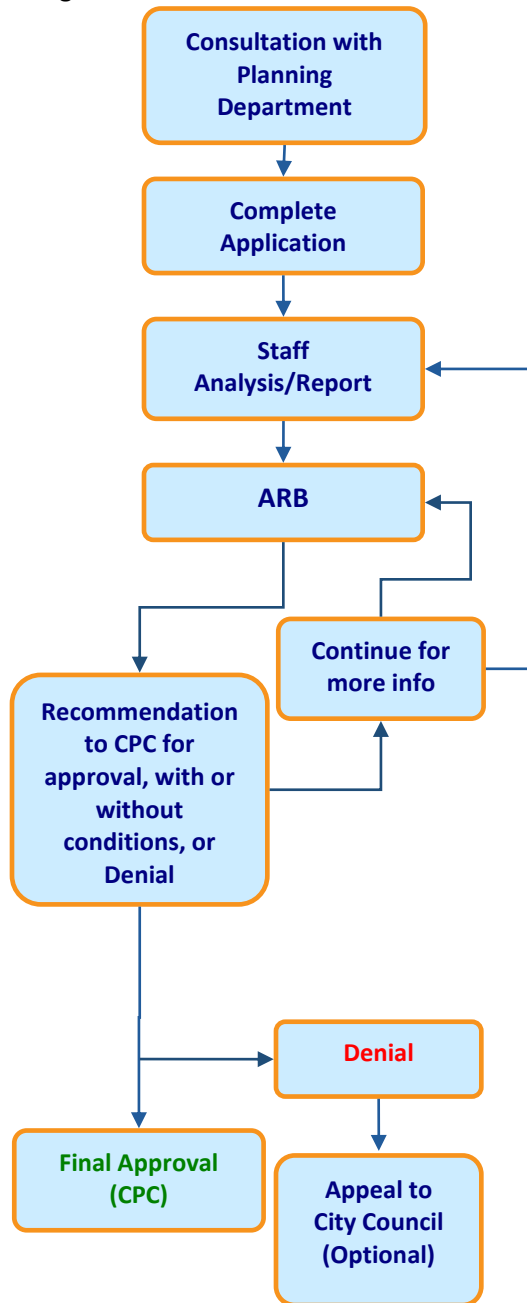 Consultation with
Planning
Department
Complete
Application
Staff
Analysis/Report
ARB
Continue for
more info
Recommendation
to CPC for
approval, with or
without
conditions, or
Denial
Denial
Final Approval
(CPC)
Appeal to
City Council
(Optional)